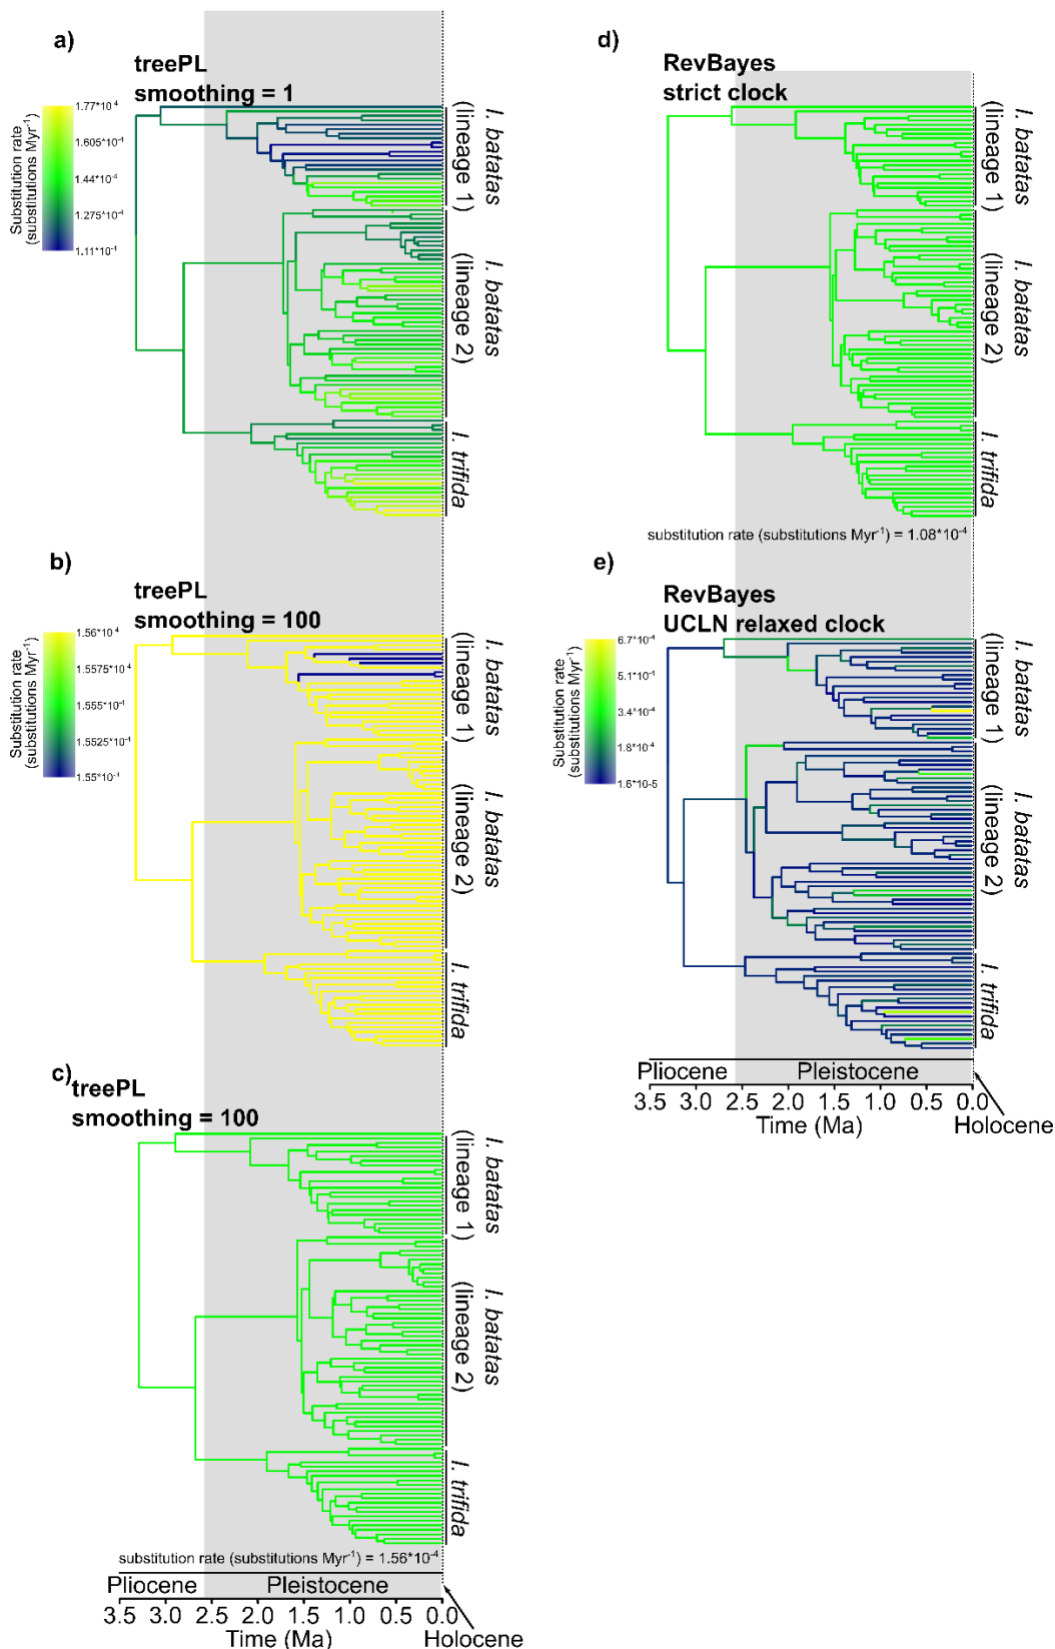 a)
treePL
smoothing = 1
Substitution rate
(substitutions Myr⁻¹)
1.77*10⁻⁴
1.605*10⁻⁴
1.44*10⁻⁴
1.275*10⁻⁴
1.11*10⁻⁴
I. batatas
(lineage 1)
I. batatas
(lineage 2)
I. trifida
b)
treePL
smoothing = 100
Substitution rate
(substitutions Myr⁻¹)
1.56*10⁻⁴
1.5575*10⁻⁴
1.555*10⁻⁴
1.5525*10⁻⁴
1.55*10⁻⁴
I. batatas
(lineage 1)
I. batatas
(lineage 2)
I. trifida
c)
treePL
smoothing = 100
I. batatas
(lineage 1)
I. batatas
(lineage 2)
I. trifida
substitution rate (substitutions Myr⁻¹) = 1.56*10⁻⁴
Pliocene Pleistocene
3.5 3.0 2.5 2.0 1.5 1.0 0.5 0.0
Time (Ma) Holocene
d)
RevBayes
strict clock
I. batatas
(lineage 1)
I. batatas
(lineage 2)
I. trifida
substitution rate (substitutions Myr⁻¹) = 1.08*10⁻⁴
e)
RevBayes
UCLN relaxed clock
Substitution rate
(substitutions Myr⁻¹)
6.7*10⁻⁴
5.1*10⁻⁴
3.4*10⁻⁴
1.8*10⁻⁴
1.6*10-5
I. batatas
(lineage 1)
I. batatas
(lineage 2)
I. trifida
Pliocene Pleistocene
3.5 3.0 2.5 2.0 1.5 1.0 0.5 0.0
Time (Ma) Holocene